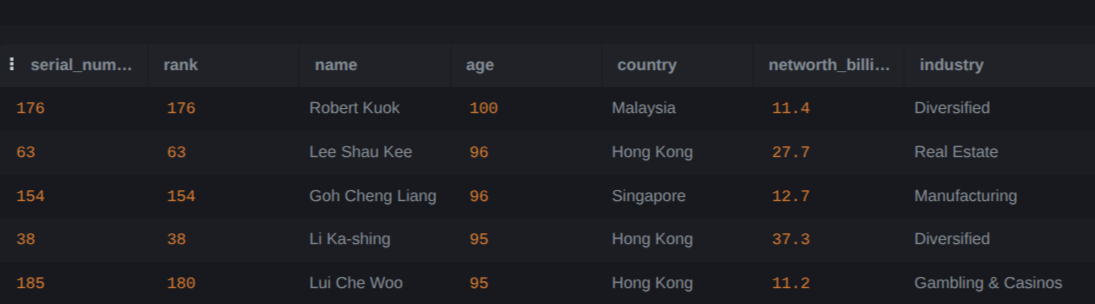 serial_num... rank name age country networth_billi... industry
176 176 Robert Kuok 100 Malaysia 11.4 Diversified
63 63 Lee Shau Kee 96 Hong Kong 27.7 Real Estate
154 154 Goh Cheng Liang 96 Singapore 12.7 Manufacturing
38 38 Li Ka-shing 95 Hong Kong 37.3 Diversified
185 180 Lui Che Woo 95 Hong Kong 11.2 Gambling & Casinos